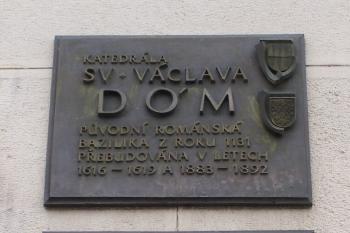 KATEDRÁLA
SV. VÁCLAVA
DÓM
PŮVODNÍ ROMÁNSKÁ
BAZILIKA Z ROKU 1131
PŘEBUDOVÁNA V LETECH
1616 – 1619 A 1883 – 1892